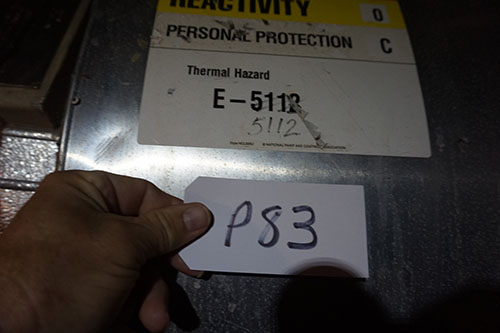 REACTIVITY 0
PERSONAL PROTECTION C
Thermal Hazard
E-5112
5112
P83